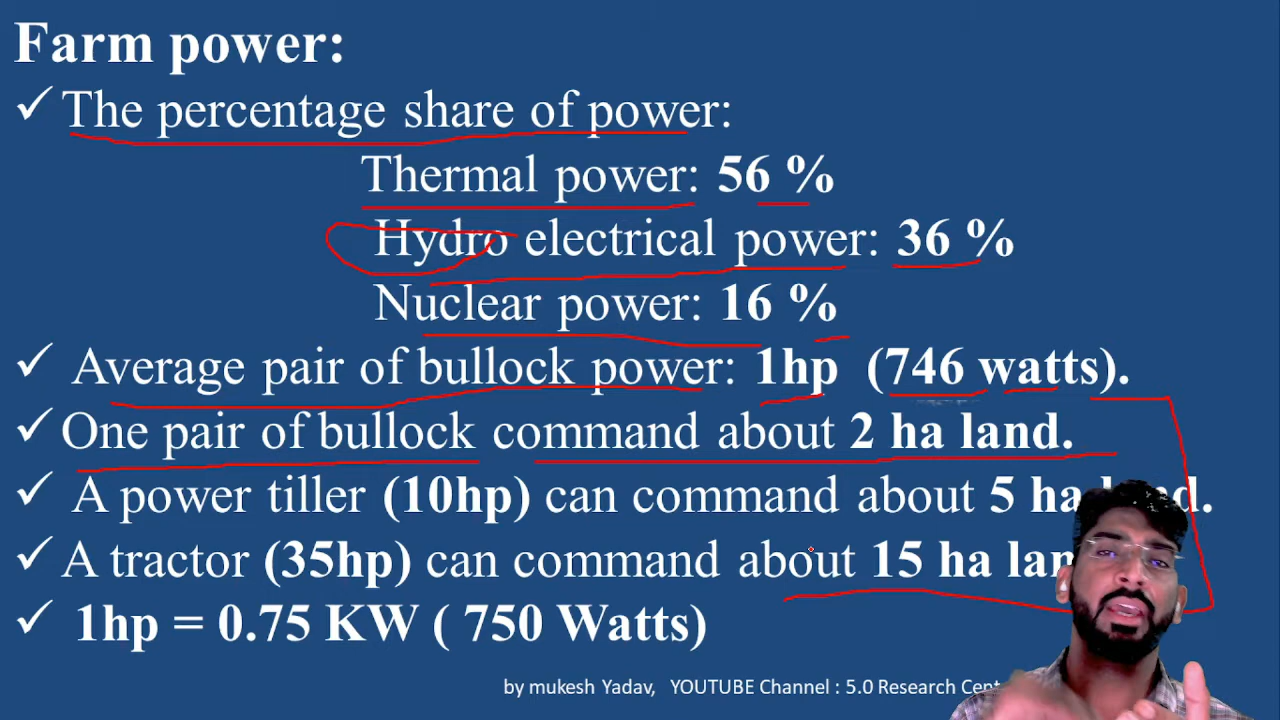 Farm power:
✓ The percentage share of power:
Thermal power: 56 %
Hydro electrical power: 36 %
Nuclear power: 16 %
✓ Average pair of bullock power: 1hp (746 watts).
✓ One pair of bullock command about 2 ha land.
✓ A power tiller (10hp) can command about 5 ha land.
✓ A tractor (35hp) can command about 15 ha lan
✓ 1hp = 0.75 KW ( 750 Watts)
by mukesh Yadav, YOUTUBE Channel : 5.0 Research Cent